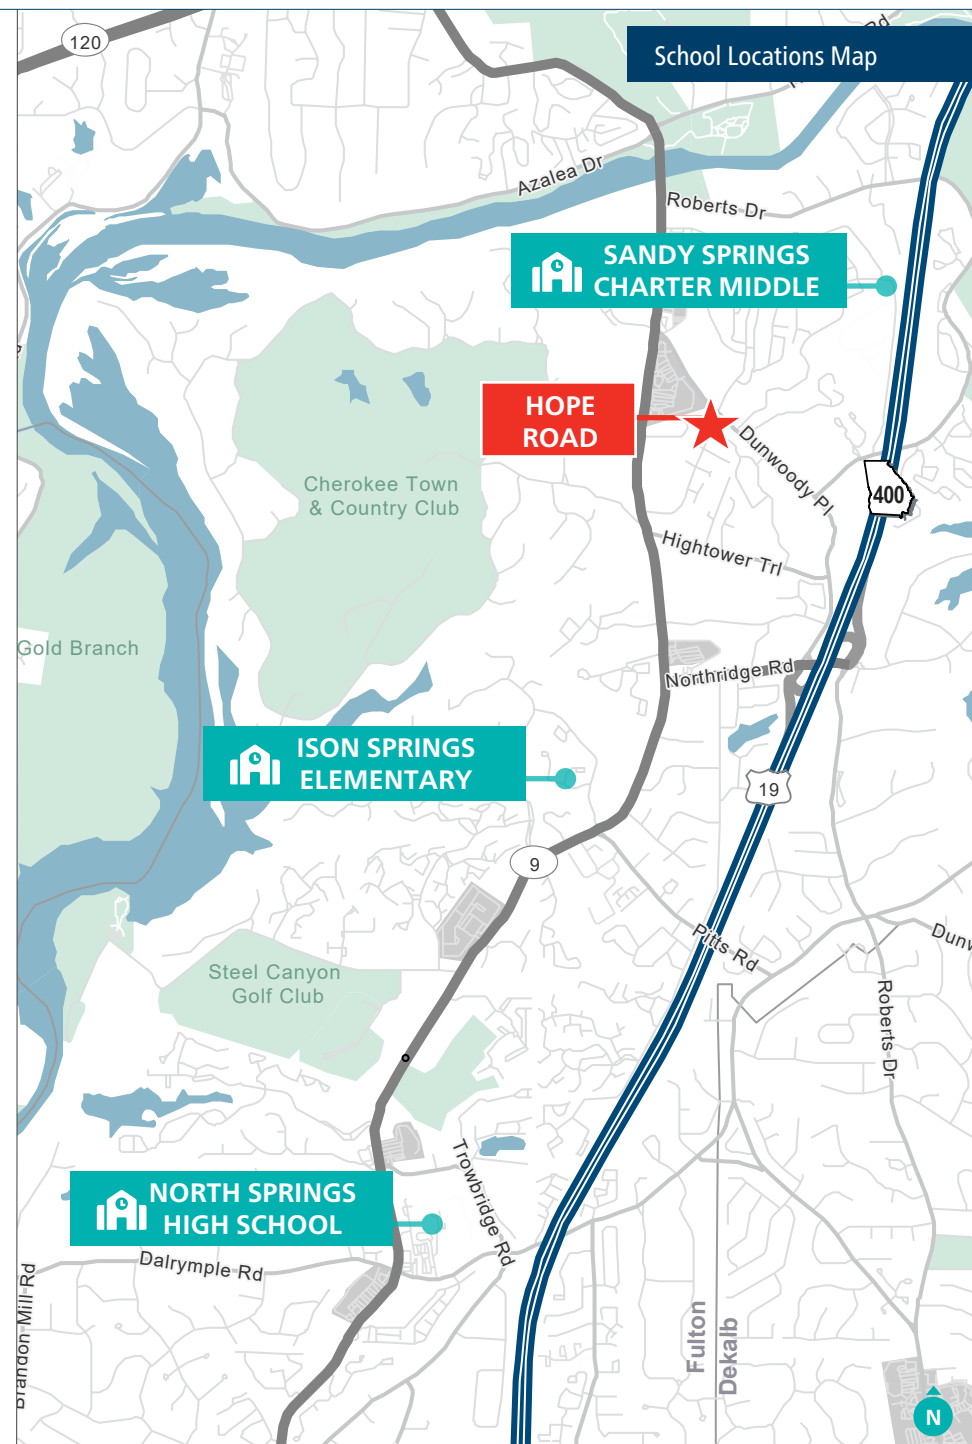 120
School Locations Map
Rd
Azalea Dr
Roberts Dr
SANDY SPRINGS
CHARTER MIDDLE
HOPE
ROAD
Dunwoody Pl
Cherokee Town
& Country Club
400
Hightower Trl
Gold Branch
Northridge Rd
ISON SPRINGS
ELEMENTARY
19
9
Pitts Rd
Steel Canyon
Golf Club
Roberts Dr
Trowbridge Rd
NORTH SPRINGS
HIGH SCHOOL
Dalrymple Rd
Brandon Mill Rd
Fulton
Dekalb
N